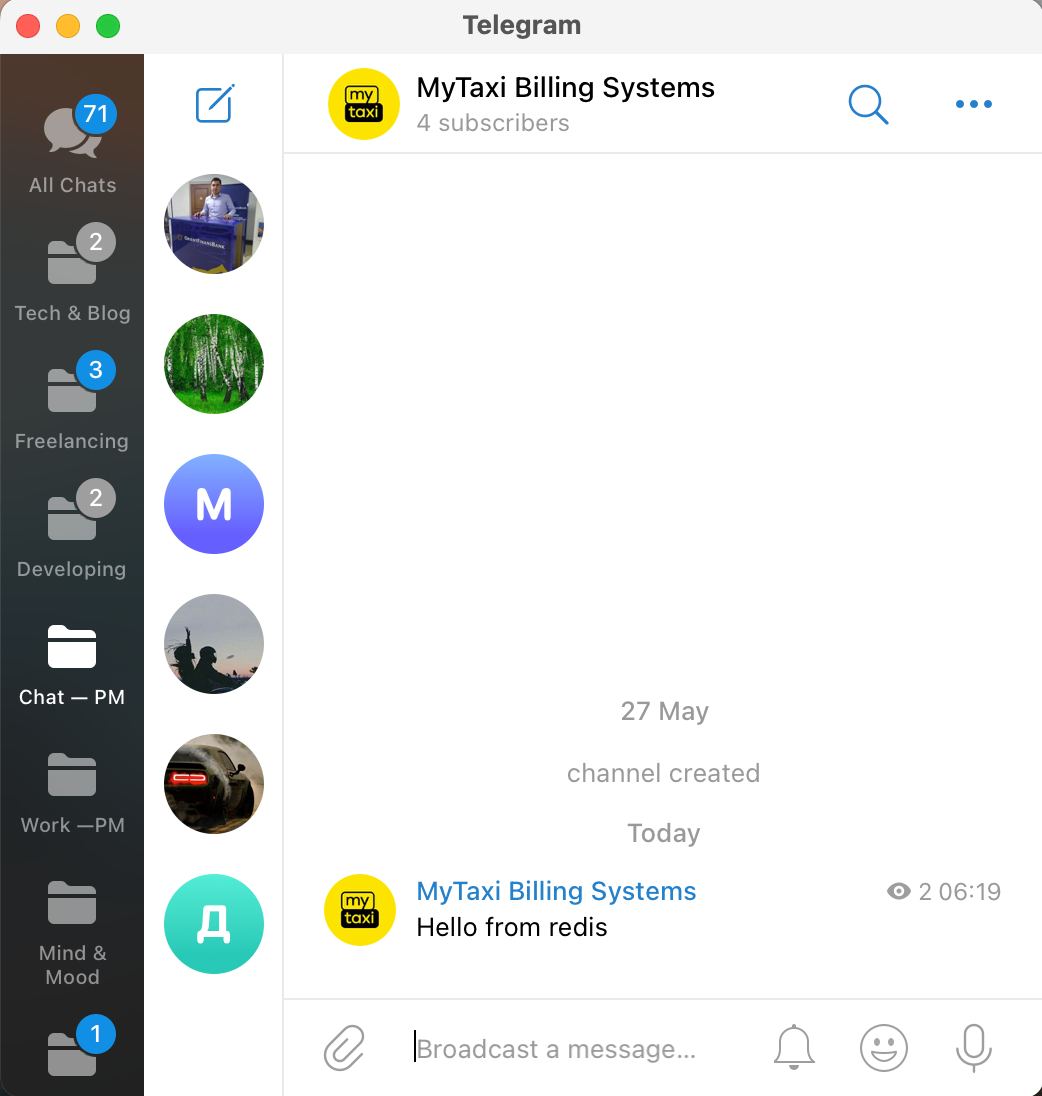 Telegram
71
All Chats
2
Tech & Blog
3
Freelancing
2
Developing
Chat — PM
Work —PM
Mind &
Mood
1
ORIENTFINANSBANK
M
Д
my
taxi
MyTaxi Billing Systems
4 subscribers
27 May
channel created
Today
my
taxi
MyTaxi Billing Systems
2 06:19
Hello from redis
Broadcast a message...